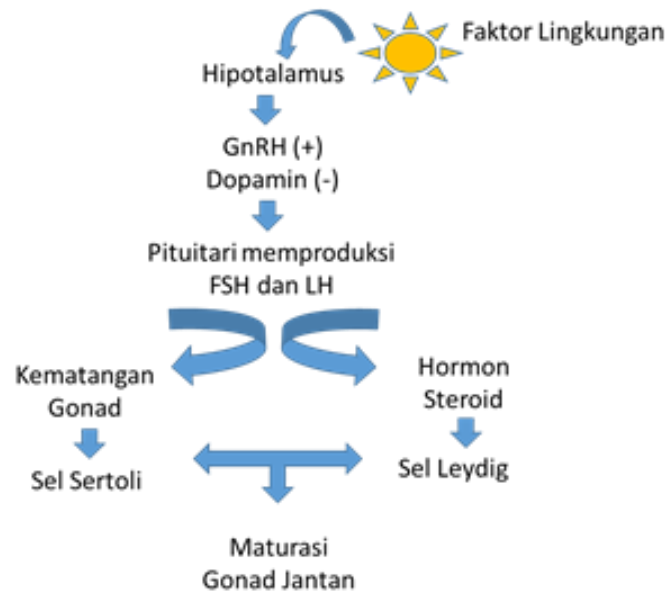 Faktor Lingkungan
Hipotalamus
GnRH (+)
Dopamin (-)
Pituitari memproduksi
FSH dan LH
Kematangan
Gonad
Hormon
Steroid
Sel Sertoli
Sel Leydig
Maturasi
Gonad Jantan